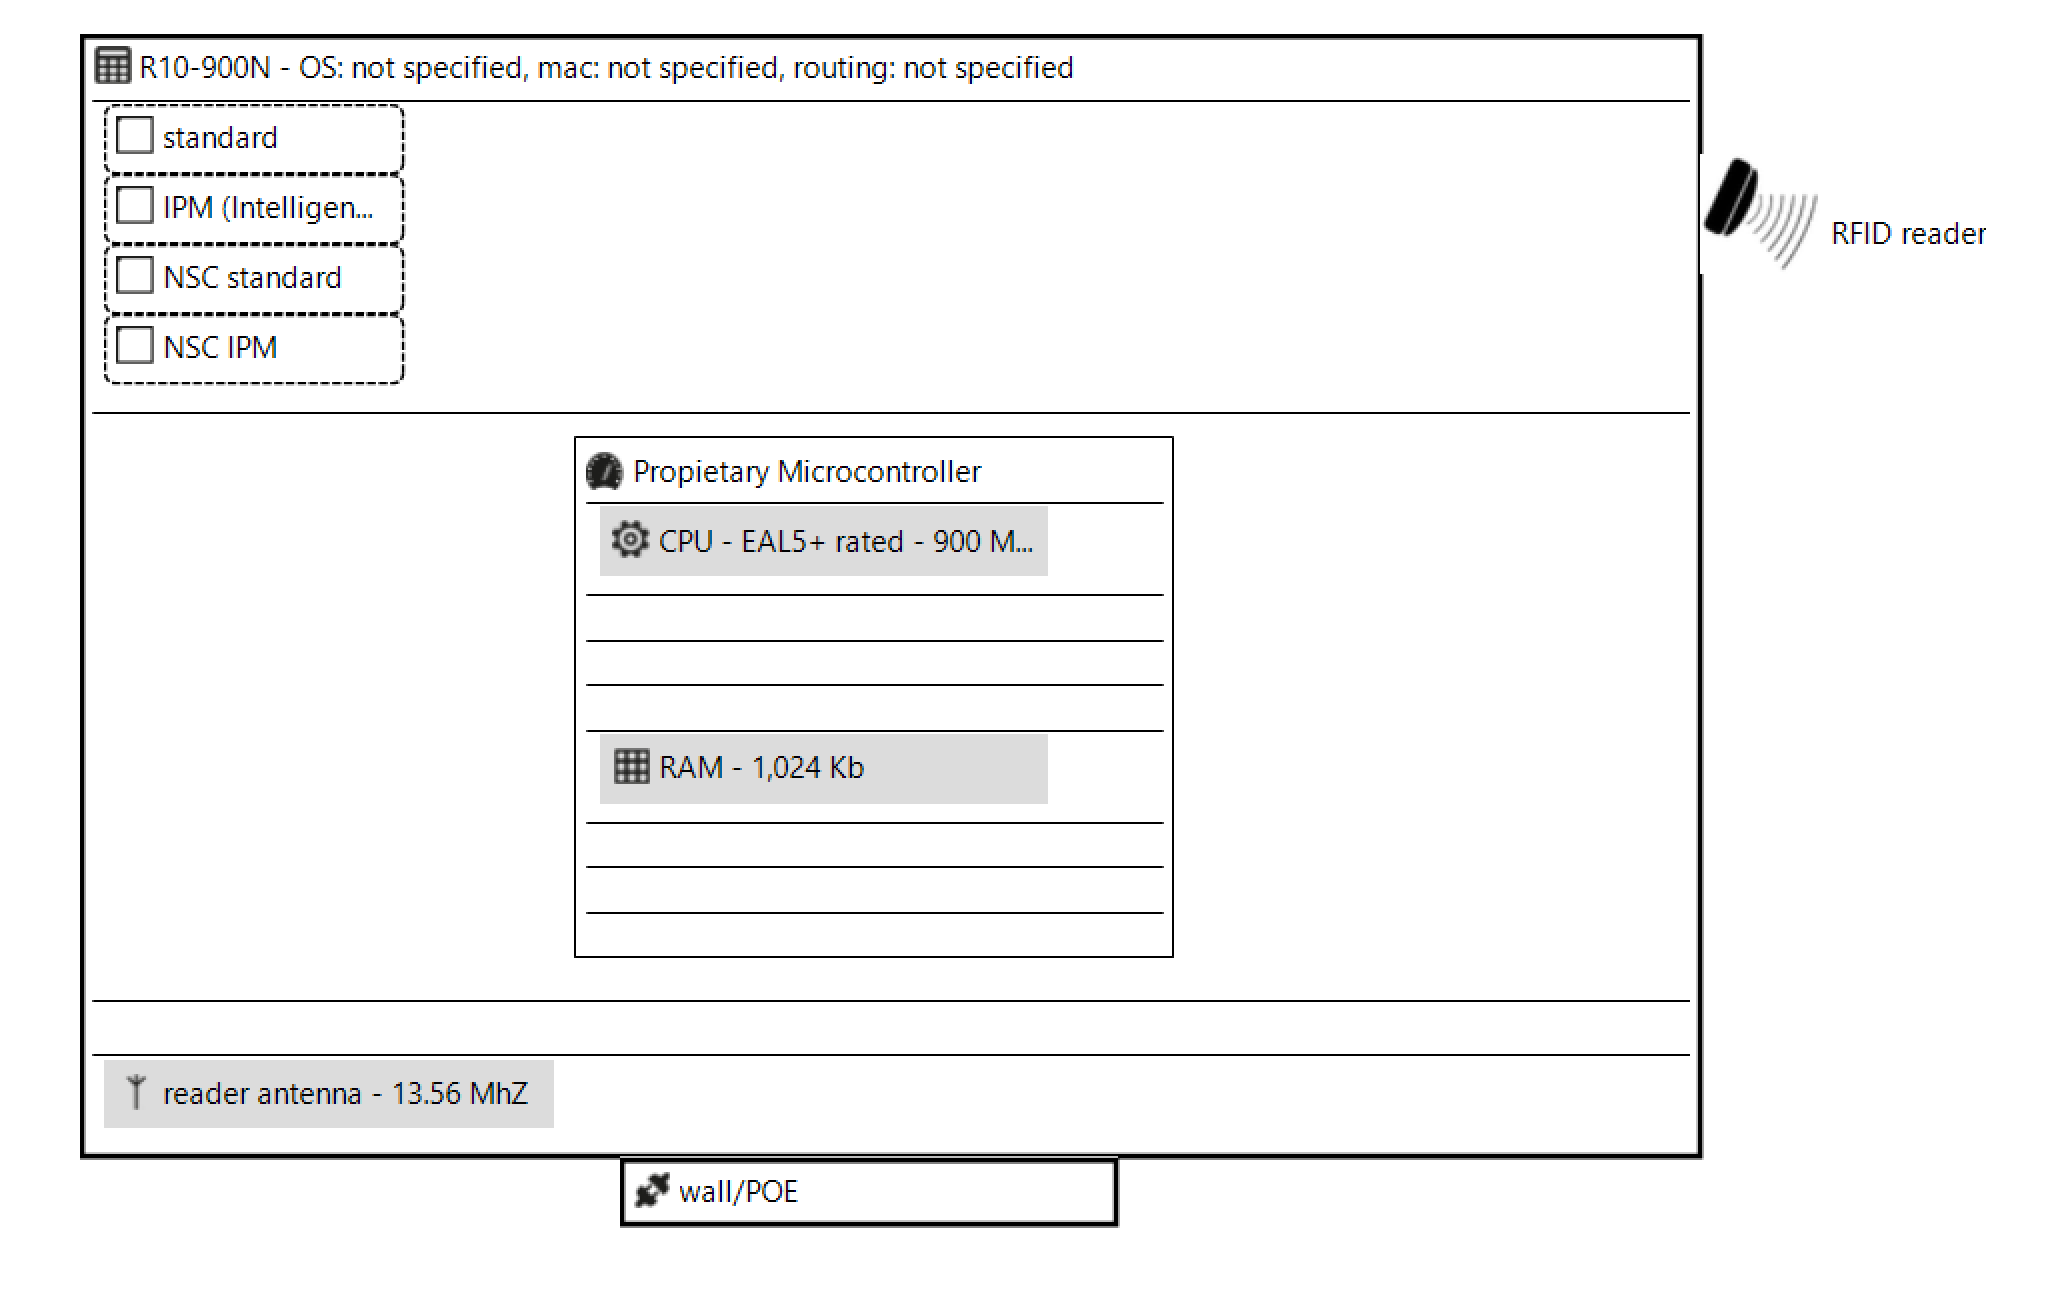 R10-900N - OS: not specified, mac: not specified, routing: not specified
standard
IPM (Intelligen...
RFID reader
NSC standard
NSC IPM
Propietary Microcontroller
CPU - EAL5+ rated - 900 M...
RAM - 1,024 Kb
reader antenna - 13.56 MhZ
wall/POE